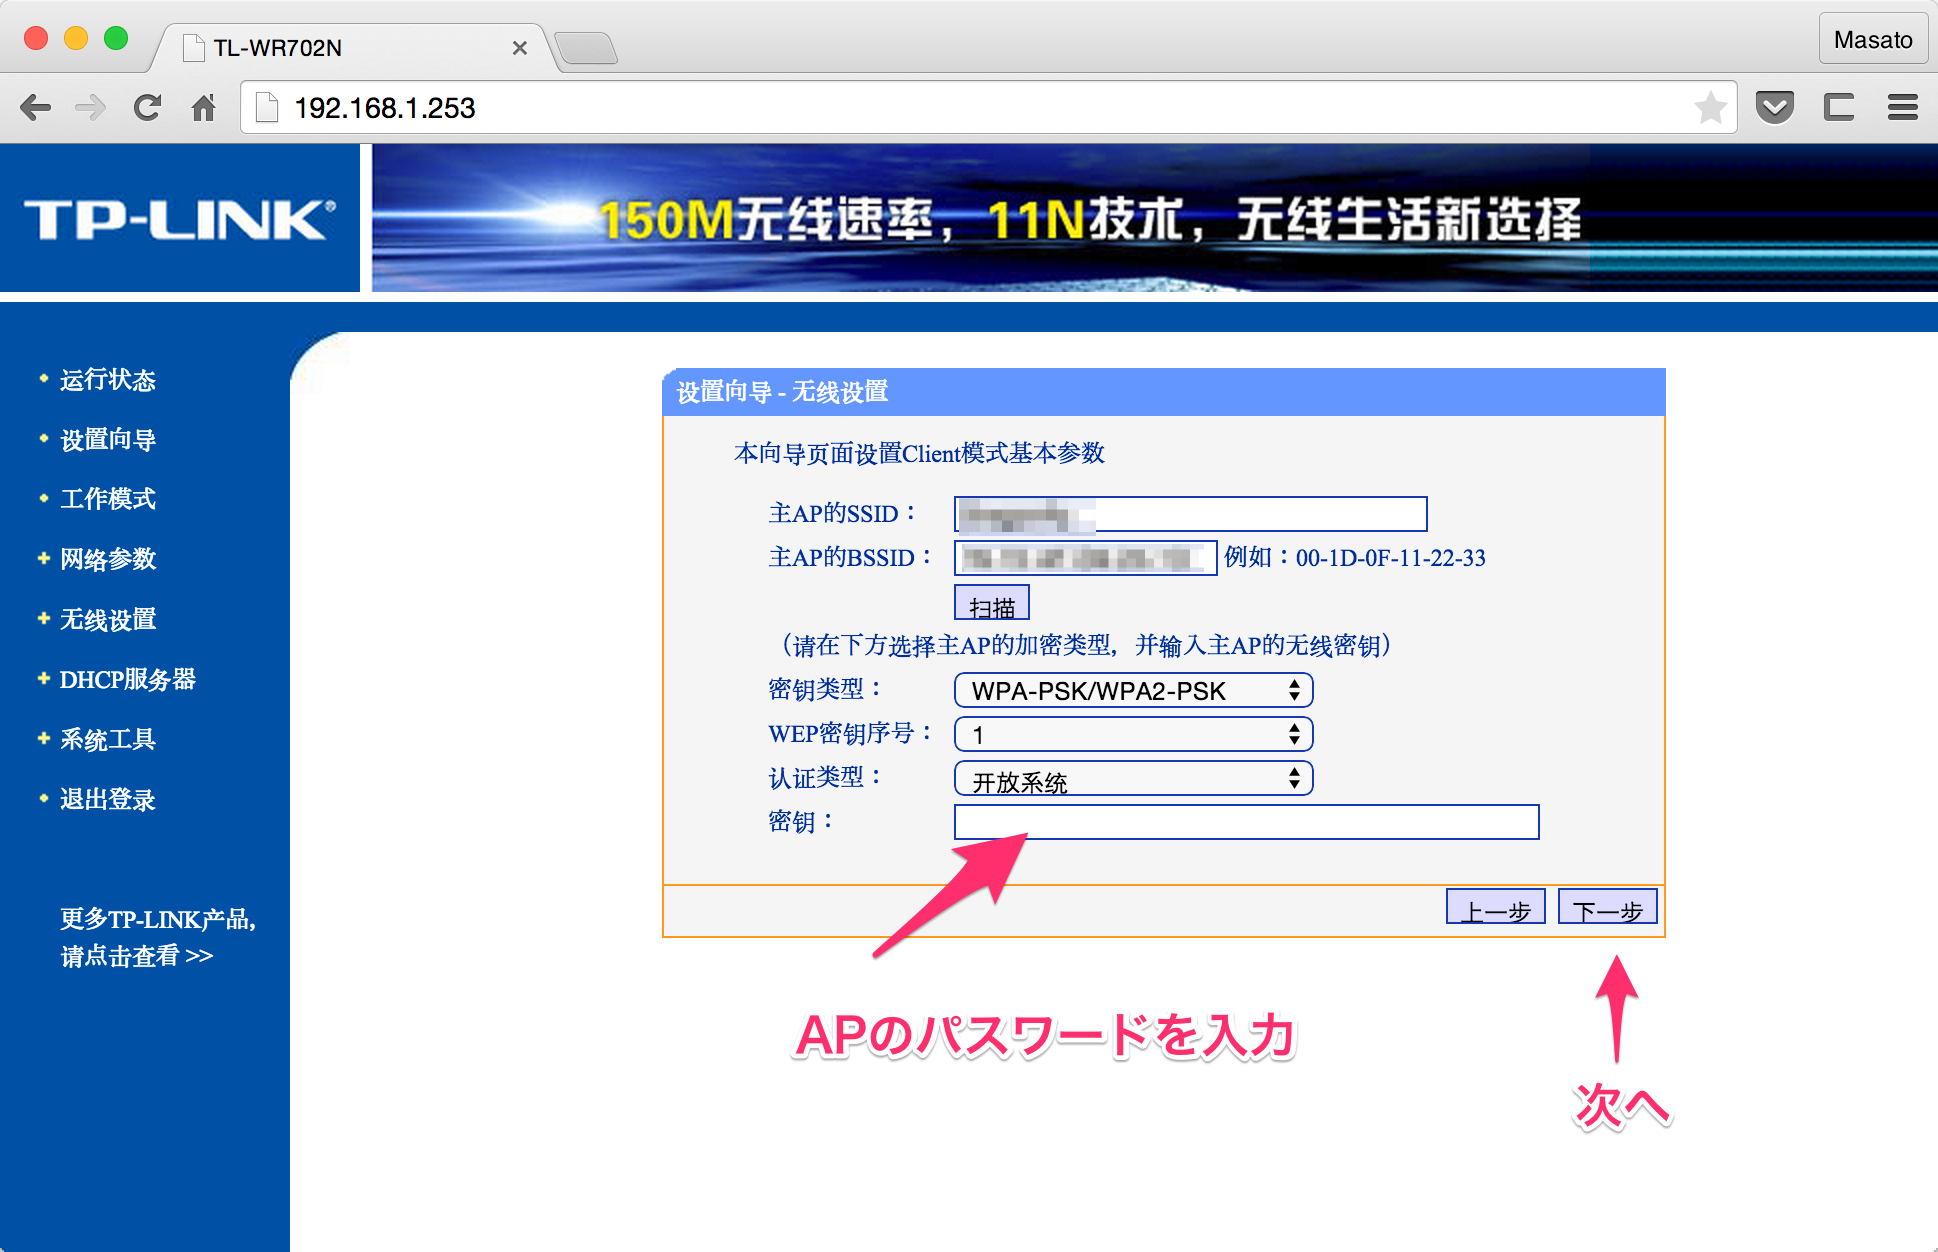 TL-WR702N
Masato
192.168.1.253
TP-LINK®
150M无线速率，11N技术，无线生活新选择
运行状态
设置向导
工作模式
网络参数
无线设置
DHCP服务器
系统工具
退出登录
更多TP-LINK产品,
请点击查看 >>
设置向导 - 无线设置
本向导页面设置Client模式基本参数
主AP的SSID：
主AP的BSSID： 例如：00-1D-0F-11-22-33
扫描
（请在下方选择主AP的加密类型，并输入主AP的无线密钥）
密钥类型： WPA-PSK/WPA2-PSK
WEP密钥序号： 1
认证类型： 开放系统
密钥：
上一步 下一步
APのパスワードを入力
次へ